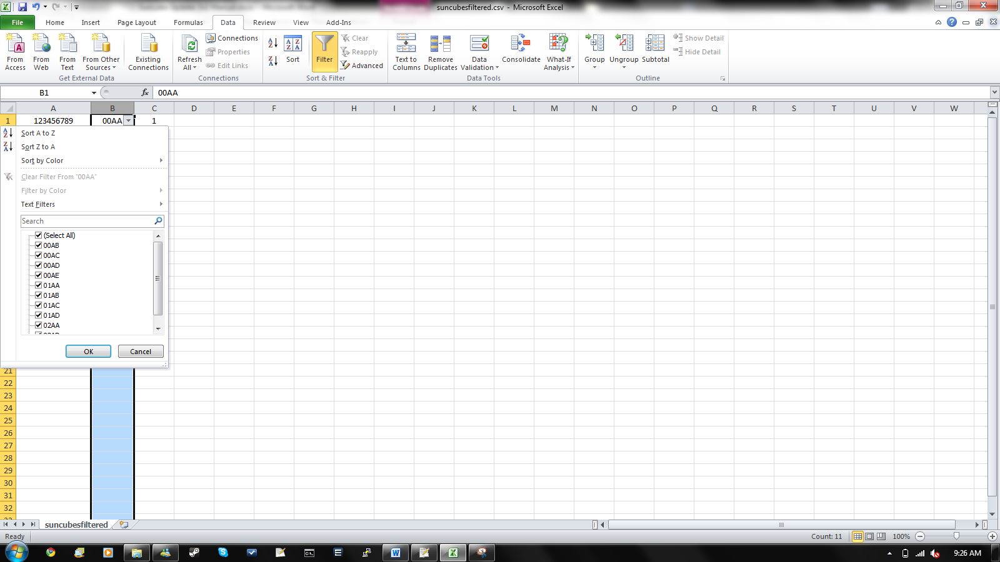 suncubesfiltered.csv - Microsoft Excel
File Home Insert Page Layout Formulas Data Review View Add-Ins
From Access
From Web
From Text
From Other Sources
Existing Connections
Get External Data
Refresh All
Connections
Properties
Edit Links
Connections
Sort
Filter
Clear
Reapply
Advanced
Sort & Filter
Text to Columns
Remove Duplicates
Data Validation
Consolidate
What-If Analysis
Data Tools
Group
Ungroup
Subtotal
Show Detail
Hide Detail
Outline
B1 fx 00AA
A B C D E F G H I J K L M N O P Q R S T U V W
1 123456789 00AA 1
Sort A to Z
Sort Z to A
Sort by Color
Clear Filter From "00AA"
Filter by Color
Text Filters
Search
(Select All)
00AB
00AC
00AD
00AE
01AA
01AB
01AC
01AD
02AA
OK Cancel
21
22
23
24
25
26
27
28
29
30
31
32
suncubesfiltered
Ready Count: 11 100%
9:26 AM